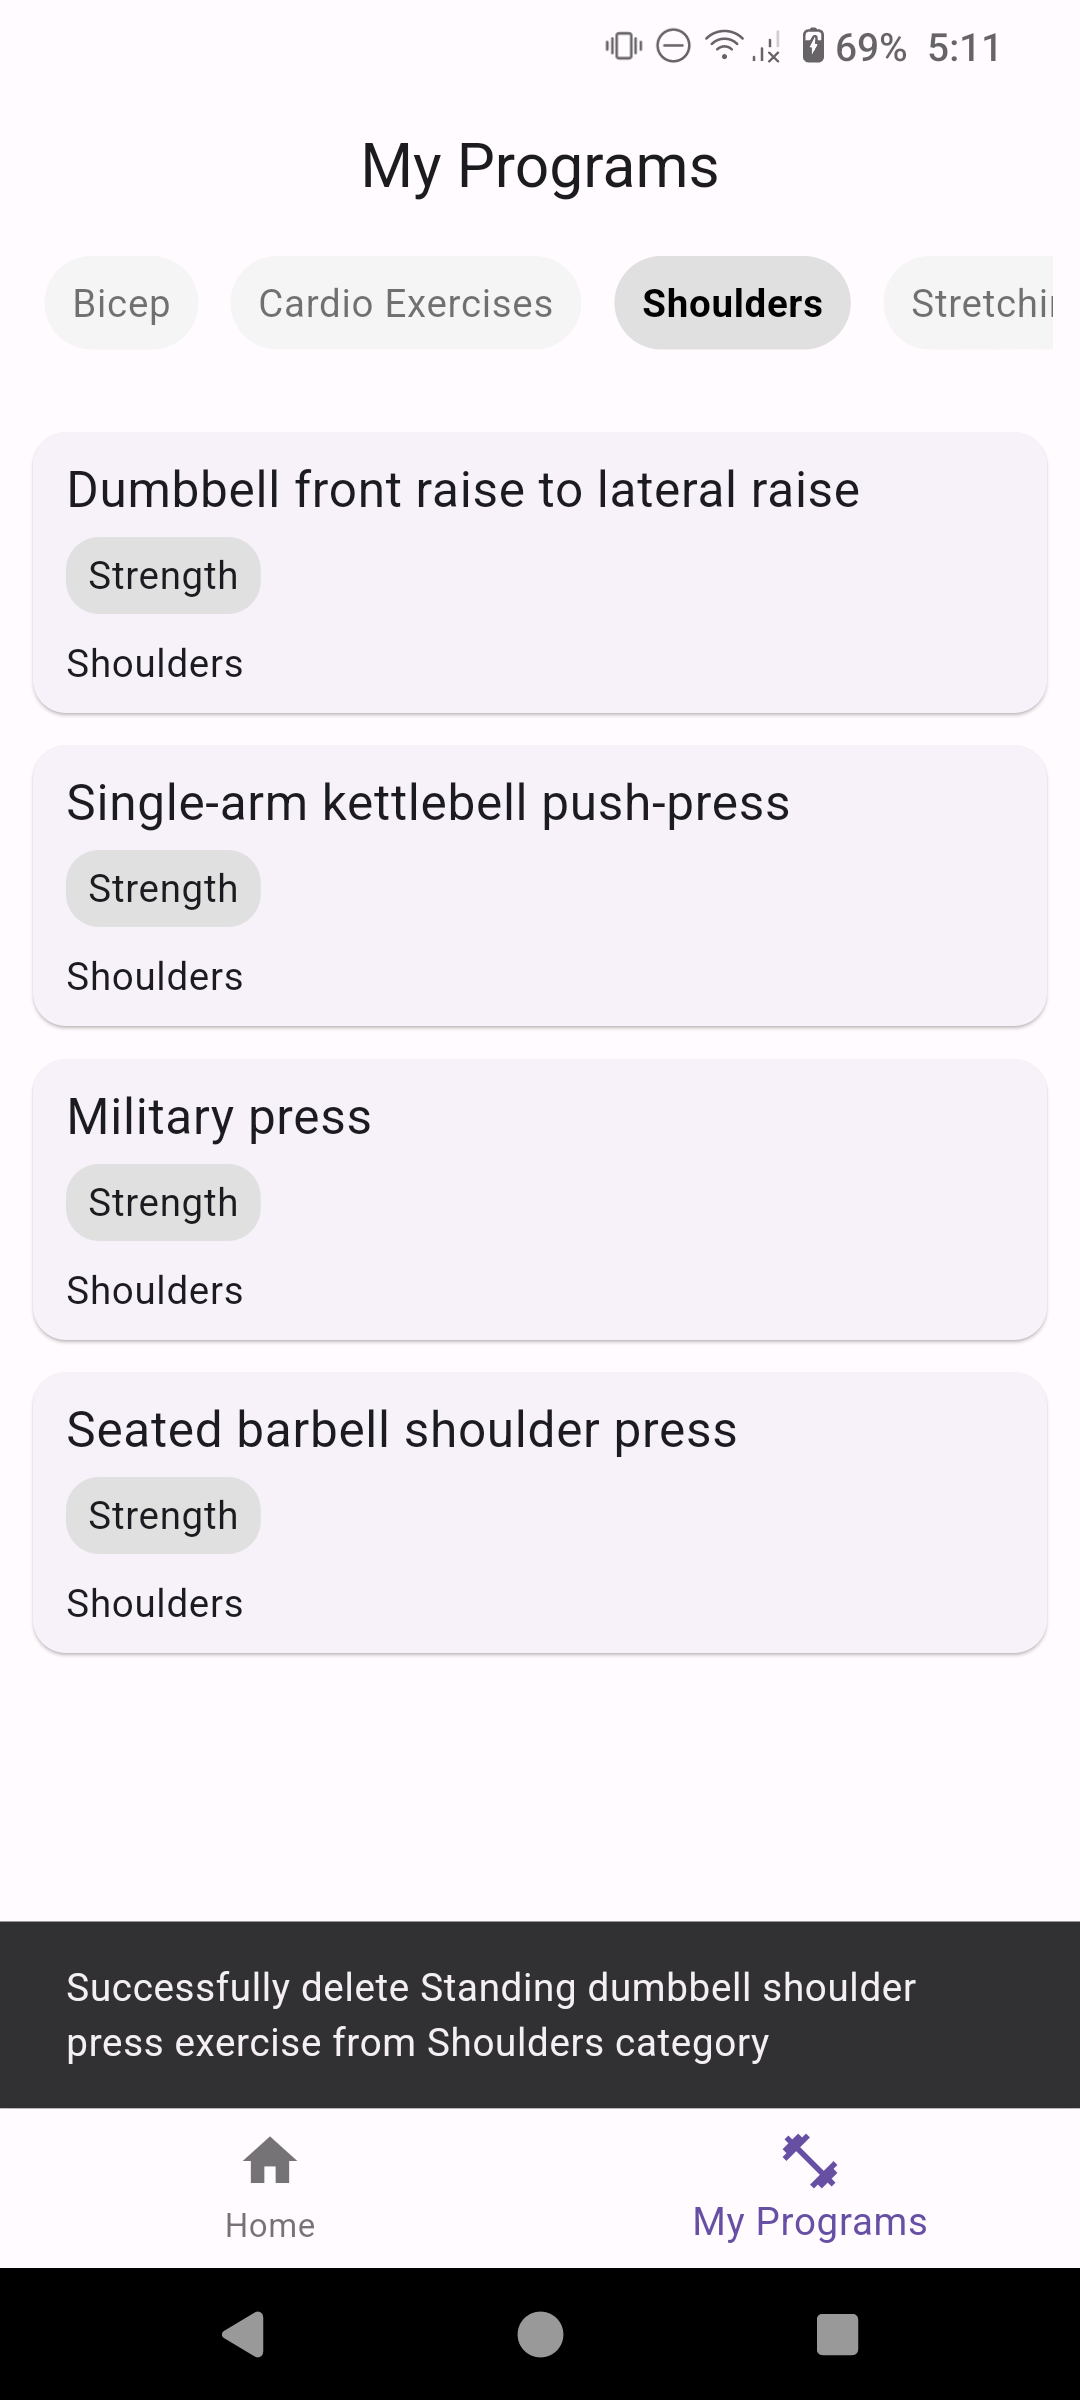 69% 5:11
My Programs
Bicep
Cardio Exercises
Shoulders
Stretchi
Dumbbell front raise to lateral raise
Strength
Shoulders
Single-arm kettlebell push-press
Strength
Shoulders
Military press
Strength
Shoulders
Seated barbell shoulder press
Strength
Shoulders
Successfully delete Standing dumbbell shoulder
press exercise from Shoulders category
Home
My Programs